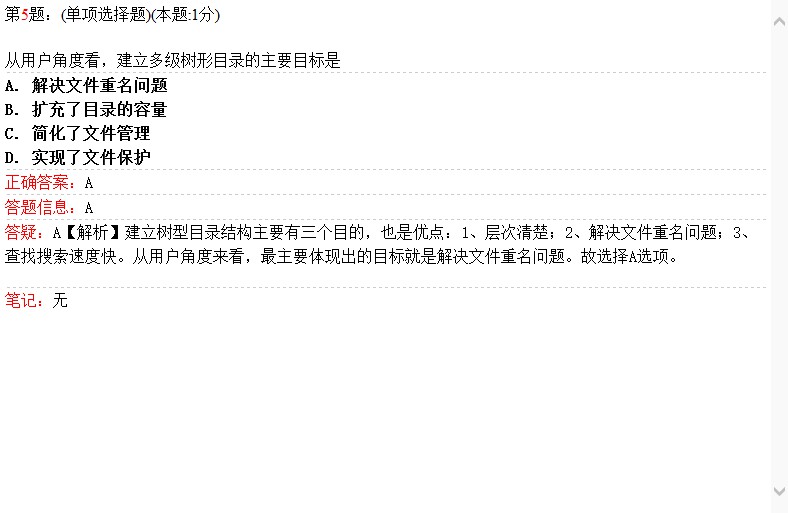 第5题：(单项选择题)(本题:1分)
从用户角度看，建立多级树形目录的主要目标是
A. 解决文件重名问题
B. 扩充了目录的容量
C. 简化了文件管理
D. 实现了文件保护
正确答案：A
答题信息：A
答疑：A【解析】建立树型目录结构主要有三个目的，也是优点：1、层次清楚；2、解决文件重名问题；3、
查找搜索速度快。从用户角度来看，最主要体现出的目标就是解决文件重名问题。故选择A选项。
笔记：无